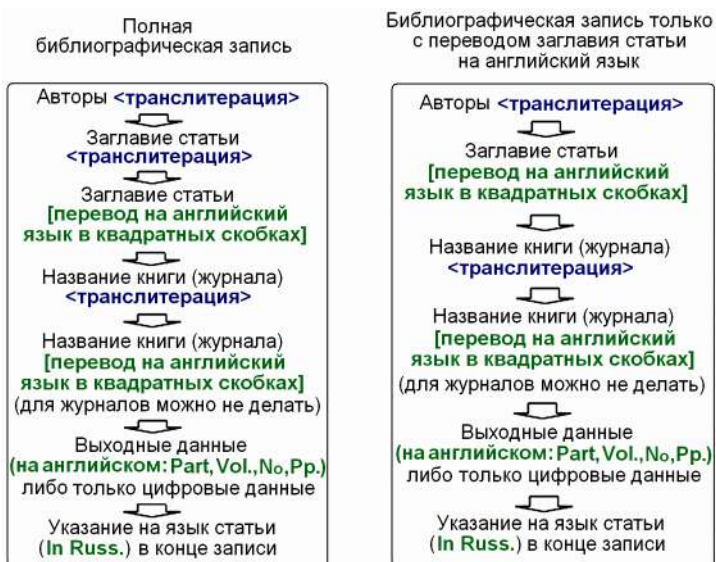 Полная
библиографическая запись
Авторы <транслитерация>
Заглавие статьи
<транслитерация>
Заглавие статьи
[перевод на английский
язык в квадратных скобках]
Название книги (журнала)
<транслитерация>
Название книги (журнала)
[перевод на английский
язык в квадратных скобках]
(для журналов можно не делать)
Выходные данные
(на английском: Part, Vol., No, Pp.)
либо только цифровые данные
Указание на язык статьи
(In Russ.) в конце записи
Библиографическая запись только
с переводом заглавия статьи
на английский язык
Авторы <транслитерация>
Заглавие статьи
[перевод на английский
язык в квадратных скобках]
Название книги (журнала)
<транслитерация>
Название книги (журнала)
[перевод на английский
язык в квадратных скобках]
(для журналов можно не делать)
Выходные данные
(на английском: Part, Vol., No, Pp.)
либо только цифровые данные
Указание на язык статьи
(In Russ.) в конце записи